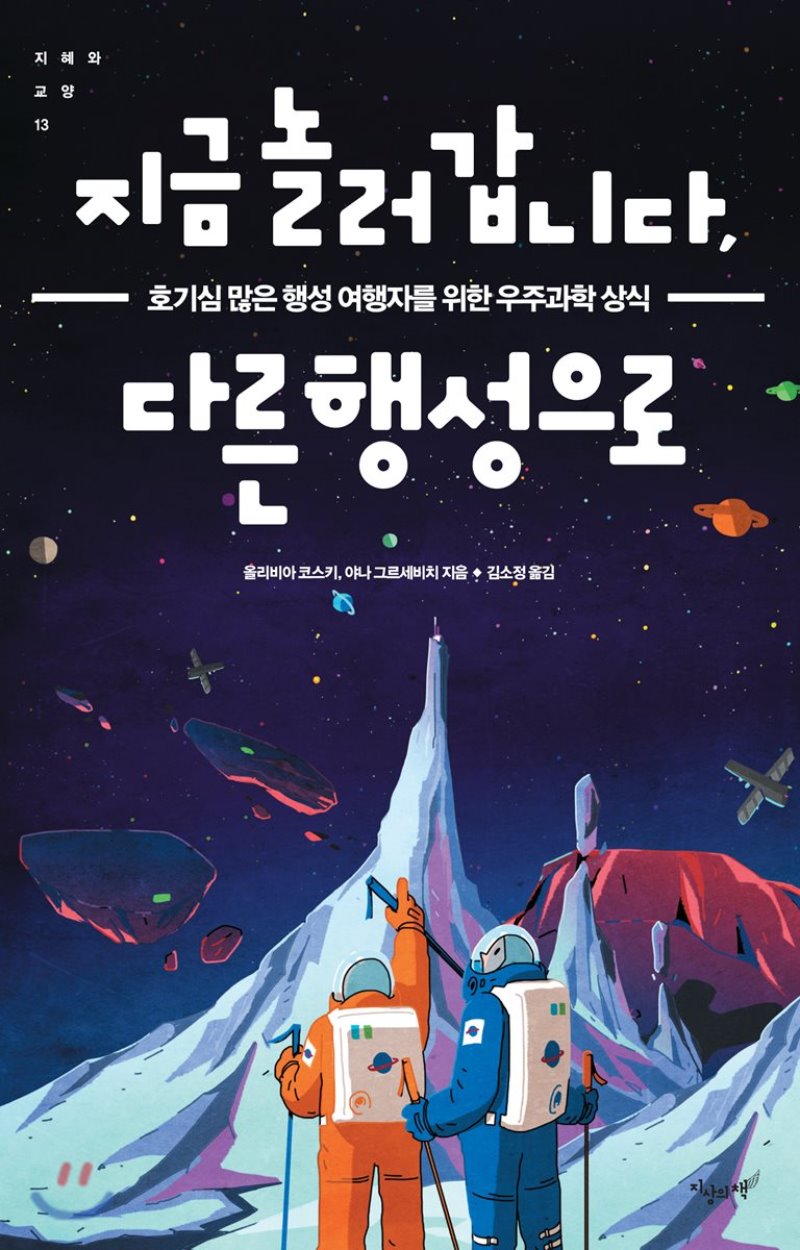 지혜와
교양
13
지금 놀러 갑니다,
호기심 많은 행성 여행자를 위한 우주과학 상식
다른 행성으로
올리비아 코스키, 야나 그르세비치 지음 ◆ 김소정 옮김
지상의책